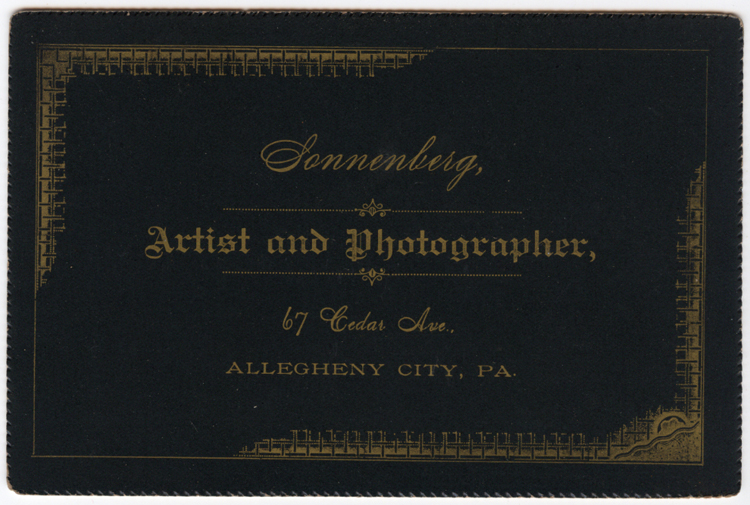 Sonnenberg,
Artist and Photographer,
67 Cedar Ave.,
ALLEGHENY CITY, PA.